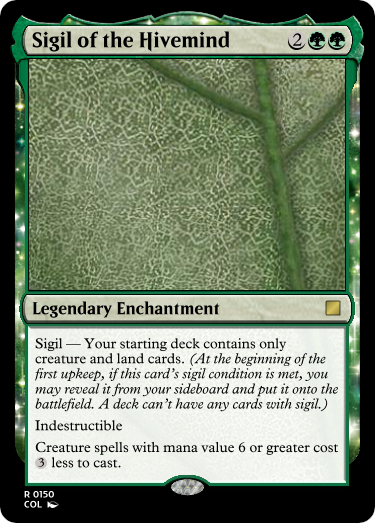 Sigil of the Hivemind 2
Legendary Enchantment
Sigil — Your starting deck contains only
creature and land cards. (At the beginning of the
first upkeep, if this card's sigil condition is met, you
may reveal it from your sideboard and put it onto the
battlefield. A deck can't have any cards with sigil.)
Indestructible
Creature spells with mana value 6 or greater cost
3 less to cast.
R 0150
COL